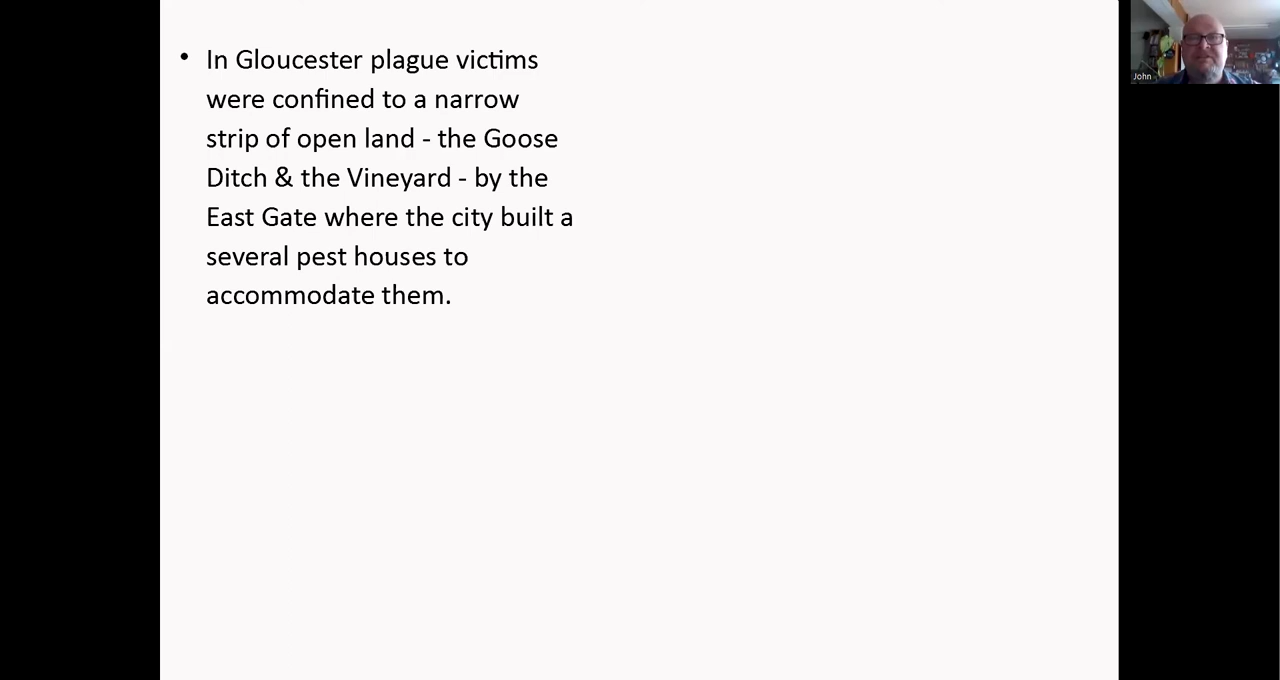 • In Gloucester plague victims
were confined to a narrow
strip of open land - the Goose
Ditch & the Vineyard - by the
East Gate where the city built a
several pest houses to
accommodate them.
John